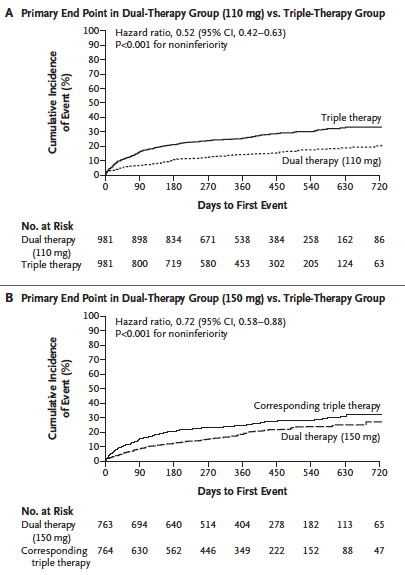 A Primary End Point in Dual-Therapy Group (110 mg) vs. Triple-Therapy Group
Cumulative Incidence
of Event (%)
100
90
80
70
60
50
40
30
20
10
0
Hazard ratio, 0.52 (95% CI, 0.42–0.63)
P<0.001 for noninferiority
Triple therapy
Dual therapy (110 mg)
0 90 180 270 360 450 540 630 720
Days to First Event
No. at Risk
Dual therapy 981 898 834 671 538 384 258 162 86
(110 mg)
Triple therapy 981 800 719 580 453 302 205 124 63
B Primary End Point in Dual-Therapy Group (150 mg) vs. Triple-Therapy Group
Cumulative Incidence
of Event (%)
100
90
80
70
60
50
40
30
20
10
0
Hazard ratio, 0.72 (95% CI, 0.58–0.88)
P<0.001 for noninferiority
Corresponding triple therapy
Dual therapy (150 mg)
0 90 180 270 360 450 540 630 720
Days to First Event
No. at Risk
Dual therapy 763 694 640 514 404 278 182 113 65
(150 mg)
Corresponding 764 630 562 446 349 222 152 88 47
triple therapy